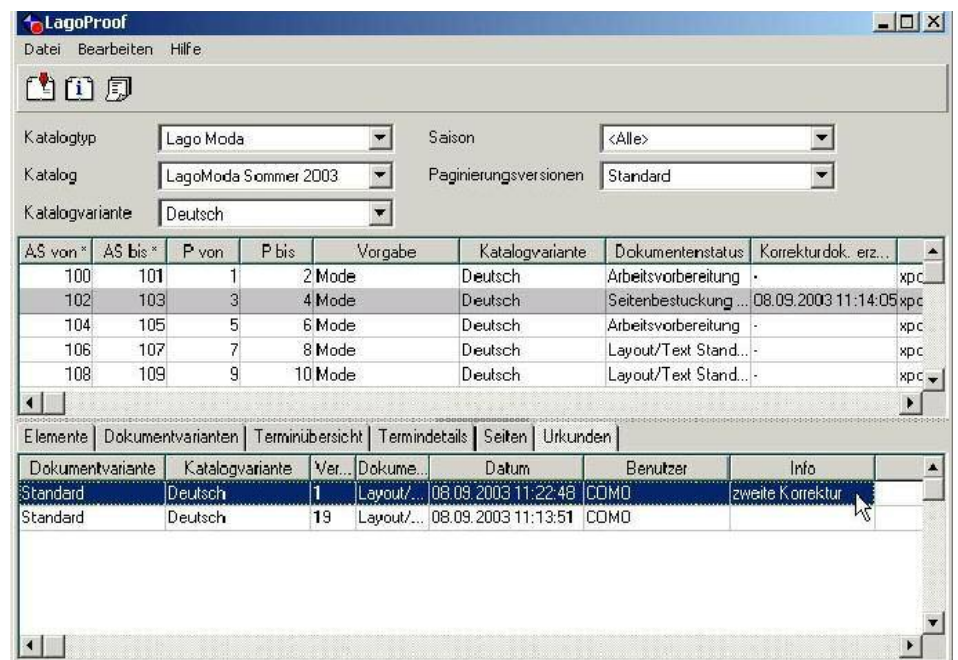 LagoProof
Datei Bearbeiten Hilfe
Katalogtyp Lago Moda Saison <Alle>
Katalog LagoModa Sommer 2003 Paginierungsversionen Standard
Katalogvariante Deutsch
AS von * AS bis * P von P bis Vorgabe Katalogvariante Dokumentenstatus Korrekturdok. erz...
100 101 1 2 Mode Deutsch Arbeitsvorbereitung - xpc
102 103 3 4 Mode Deutsch Seitenbestuckung ... 08.09.2003 11:14:05 xpc
104 105 5 6 Mode Deutsch Arbeitsvorbereitung - xpc
106 107 7 8 Mode Deutsch Layout/Text Stand... - xpc
108 109 9 10 Mode Deutsch Layout/Text Stand... - xpc
Elemente Dokumentvarianten Terminübersicht Termindetails Seiten Urkunden
Dokumentvariante Katalogvariante Ver... Dokume... Datum Benutzer Info
Standard Deutsch 1 Layout/... 08.09.2003 11:22:48 COMO zweite Korrektur
Standard Deutsch 19 Layout/... 08.09.2003 11:13:51 COMO